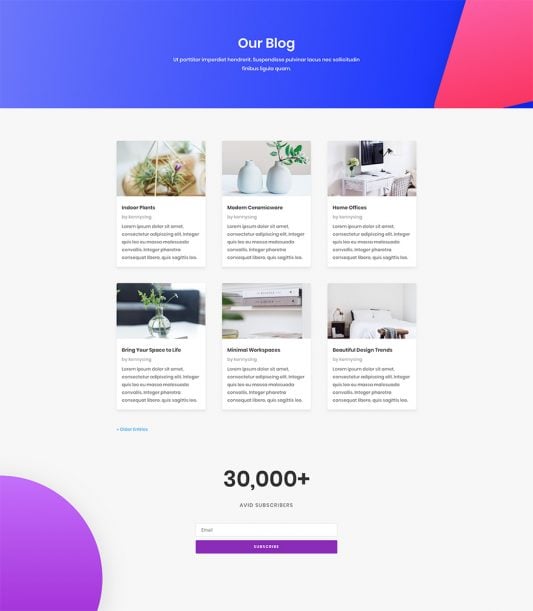 Our Blog
Ut porttitor imperdiet hendrerit. Suspendisse pulvinar lacus nec sollicitudin
finibus ligula quam.
Indoor Plants
by kennysing
Lorem ipsum dolor sit amet,
consectetur adipiscing elit. Integer
quis leo eu massa malesuada
convallis. Integer pharetra
consequat libero, quis sagittis leo.
Modern Ceramicware
by kennysing
Lorem ipsum dolor sit amet,
consectetur adipiscing elit. Integer
quis leo eu massa malesuada
convallis. Integer pharetra
consequat libero, quis sagittis leo.
Home Offices
by kennysing
Lorem ipsum dolor sit amet,
consectetur adipiscing elit. Integer
quis leo eu massa malesuada
convallis. Integer pharetra
consequat libero, quis sagittis leo.
Bring Your Space to Life
by kennysing
Lorem ipsum dolor sit amet,
consectetur adipiscing elit. Integer
quis leo eu massa malesuada
convallis. Integer pharetra
consequat libero, quis sagittis leo.
Minimal Workspaces
by kennysing
Lorem ipsum dolor sit amet,
consectetur adipiscing elit. Integer
quis leo eu massa malesuada
convallis. Integer pharetra
consequat libero, quis sagittis leo.
Beautiful Design Trends
by kennysing
Lorem ipsum dolor sit amet,
consectetur adipiscing elit. Integer
quis leo eu massa malesuada
convallis. Integer pharetra
consequat libero, quis sagittis leo.
« Older Entries
30,000+
AVID SUBSCRIBERS
Email
SUBSCRIBE